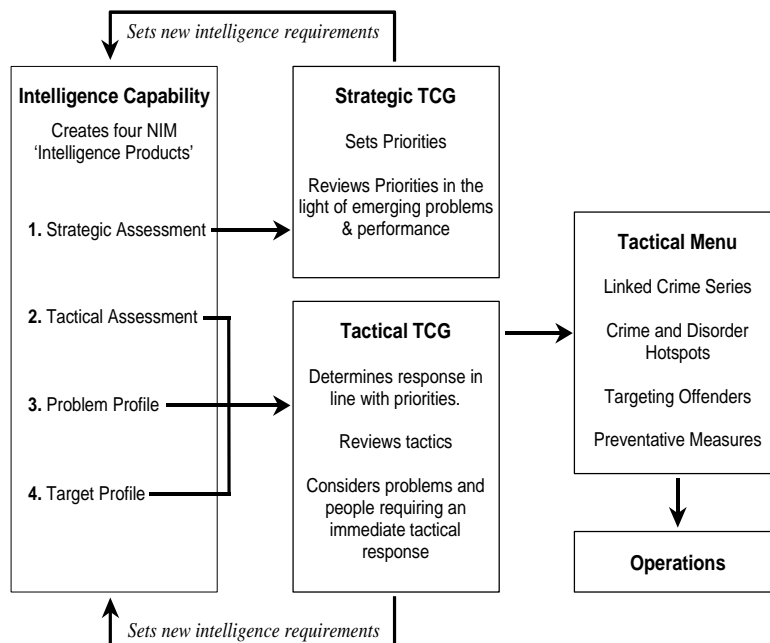 Sets new intelligence requirements
Intelligence Capability
Creates four NIM
‘Intelligence Products’
1. Strategic Assessment
2. Tactical Assessment
3. Problem Profile
4. Target Profile
Strategic TCG
Sets Priorities
Reviews Priorities in the
light of emerging problems
& performance
Tactical TCG
Determines response in
line with priorities.
Reviews tactics
Considers problems and
people requiring an
immediate tactical
response
Tactical Menu
Linked Crime Series
Crime and Disorder
Hotspots
Targeting Offenders
Preventative Measures
Operations
Sets new intelligence requirements